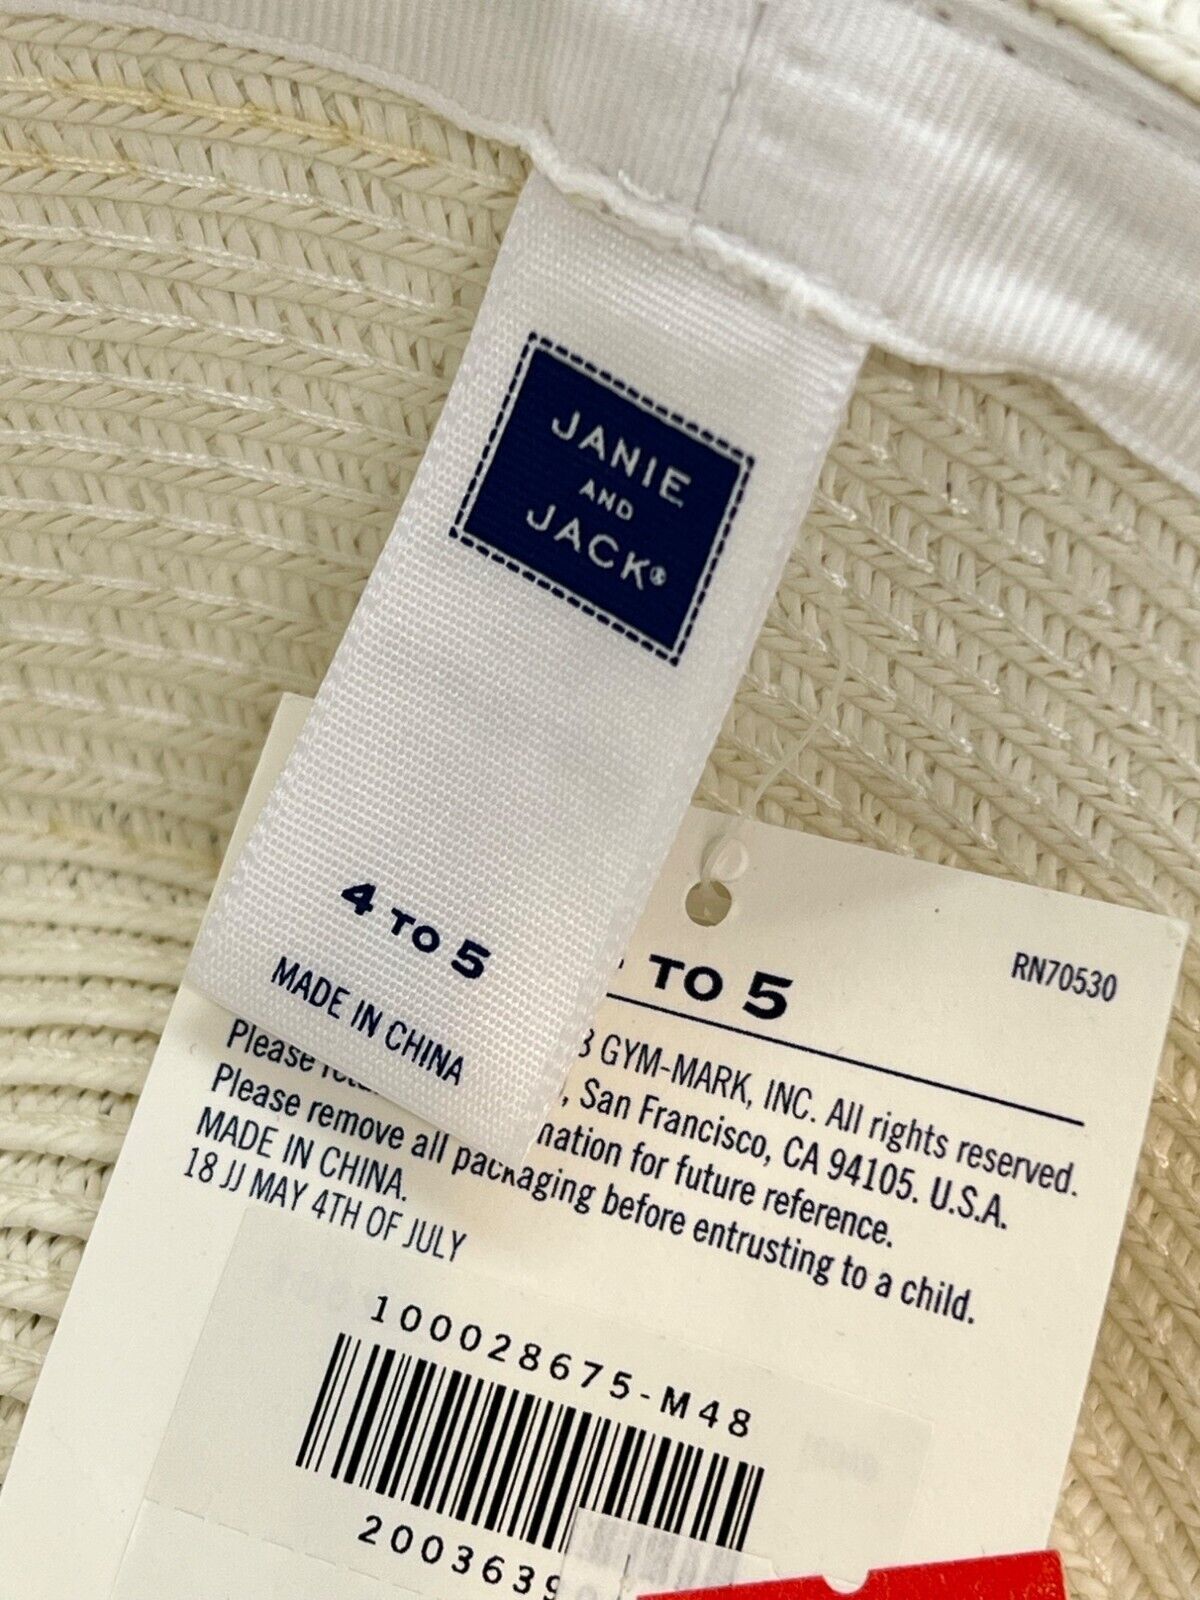 JANIE
AND
JACK®
4 TO 5
MADE IN CHINA
TO 5
RN70530
GYM-MARK, INC. All rights reserved.
, San Francisco, CA 94105. U.S.A.
Please for future reference.
Please remove all packaging before entrusting to a child.
MADE IN CHINA.
18 JJ MAY 4TH OF JULY
100028675-M48
2003639